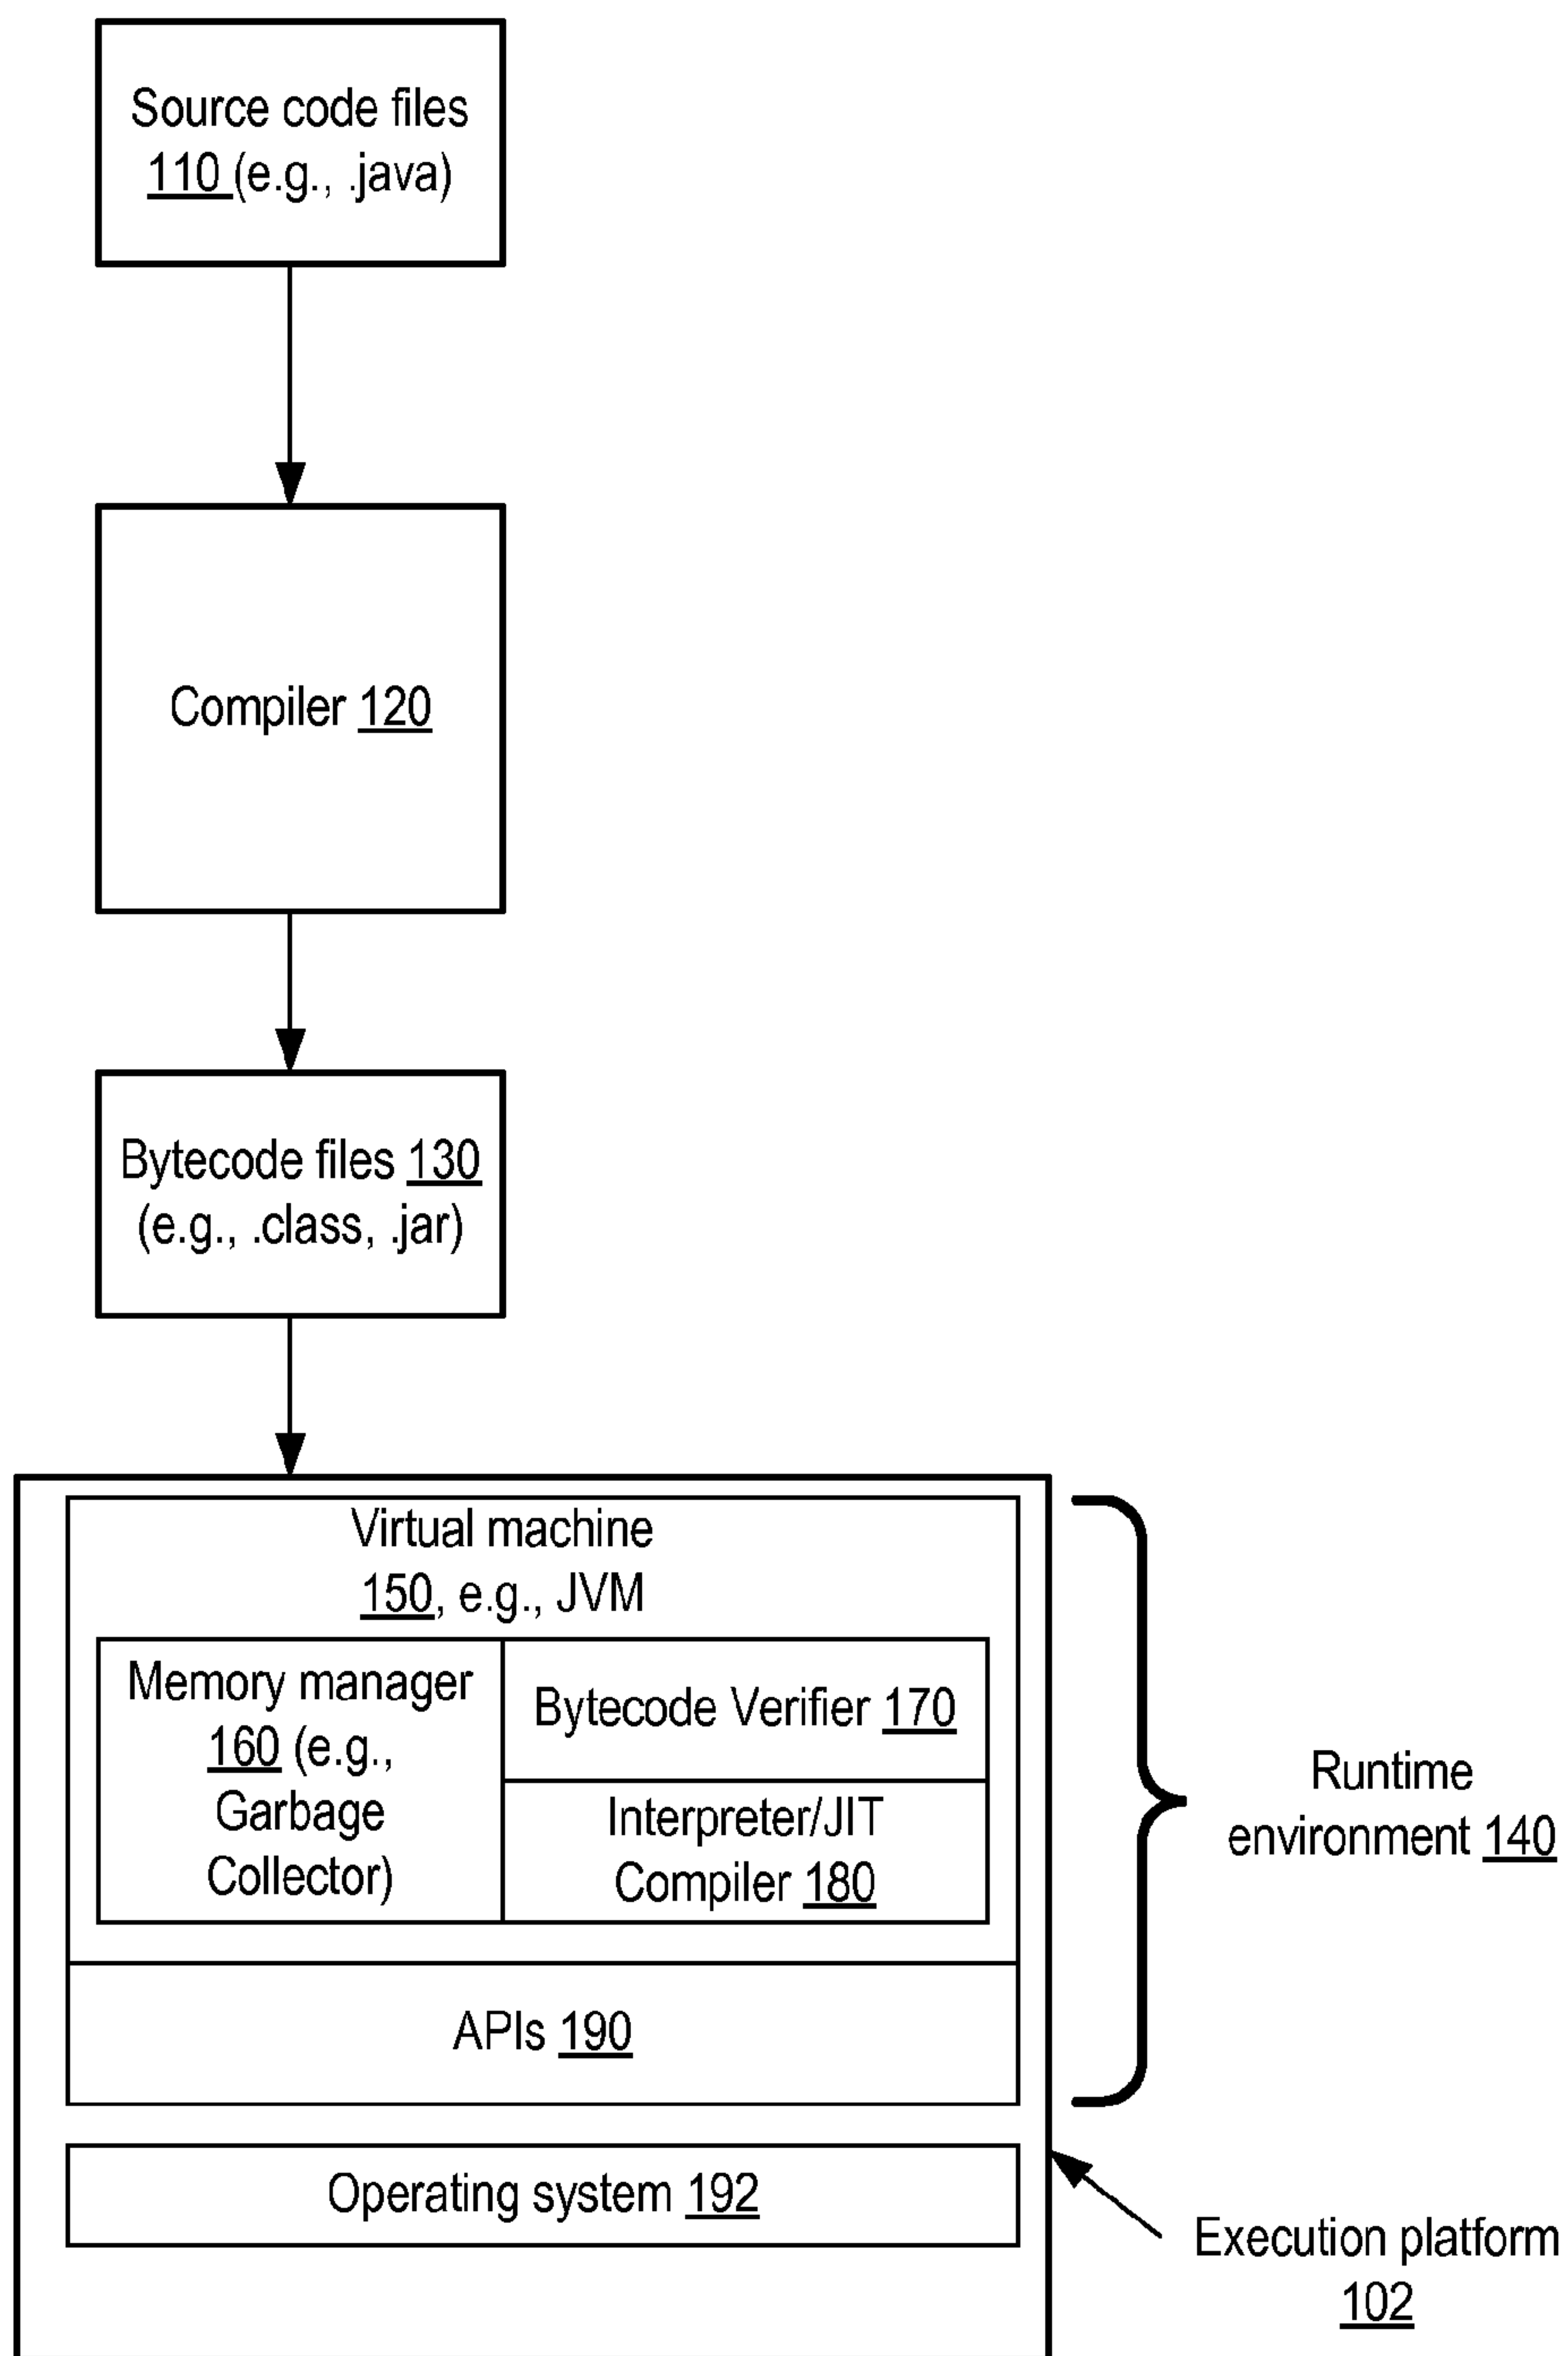 Source code files
110 (e.g., .java)
Compiler 120
Bytecode files 130
(e.g., .class, .jar)
Virtual machine
150, e.g., JVM
Memory manager
160 (e.g.,
Garbage
Collector)
Bytecode Verifier 170
Interpreter/JIT
Compiler 180
APIs 190
Runtime
environment 140
Operating system 192
Execution platform
102